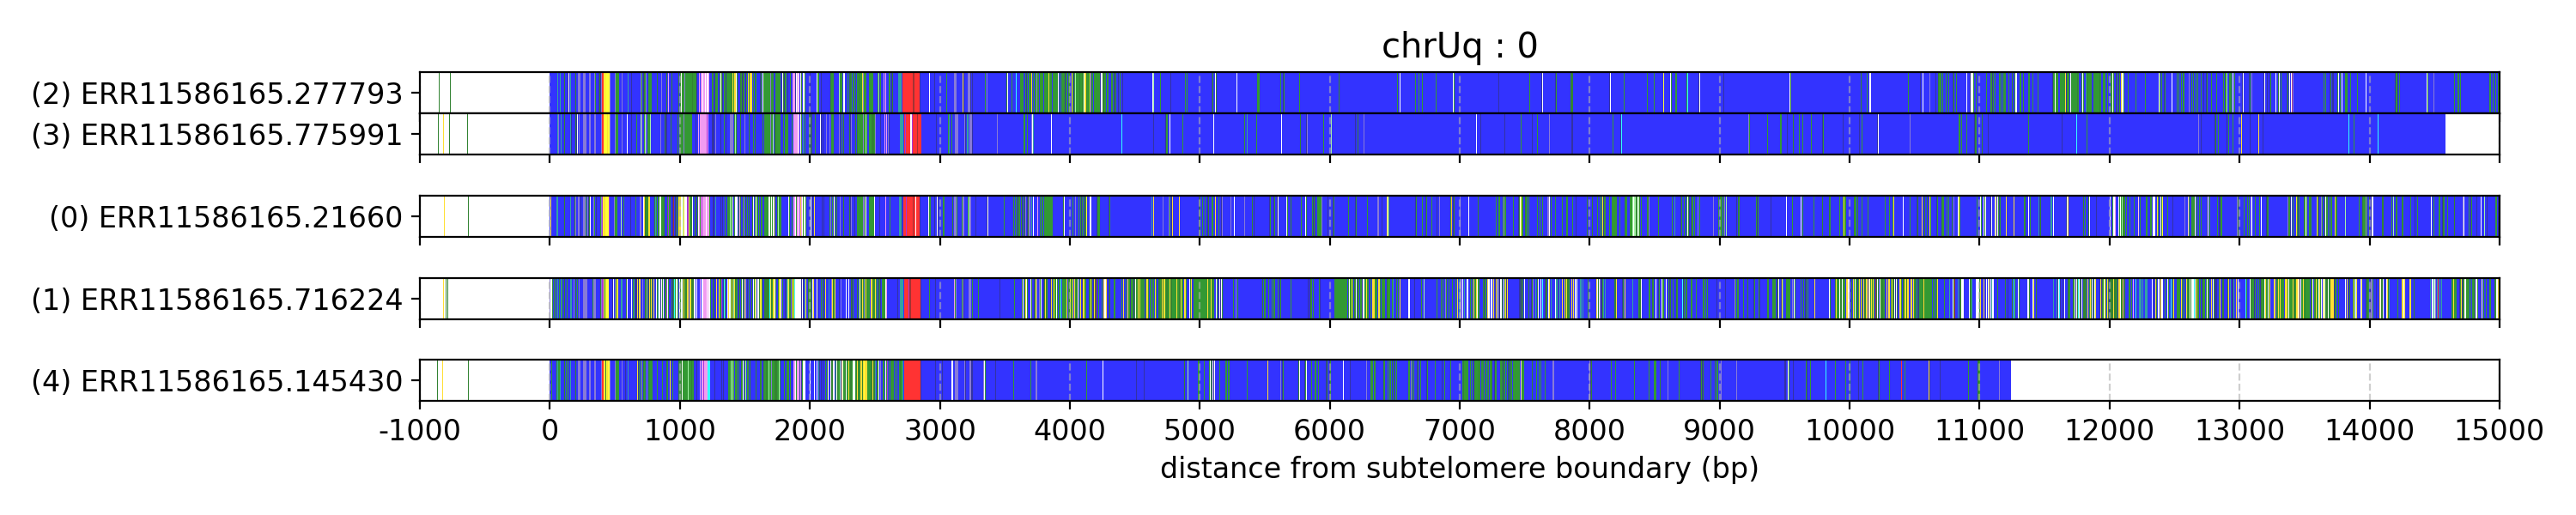 chrUq : 0
(2) ERR11586165.277793
(3) ERR11586165.775991
(0) ERR11586165.21660
(1) ERR11586165.716224
(4) ERR11586165.145430
-1000 0 1000 2000 3000 4000 5000 6000 7000 8000 9000 10000 11000 12000 13000 14000 15000
distance from subtelomere boundary (bp)